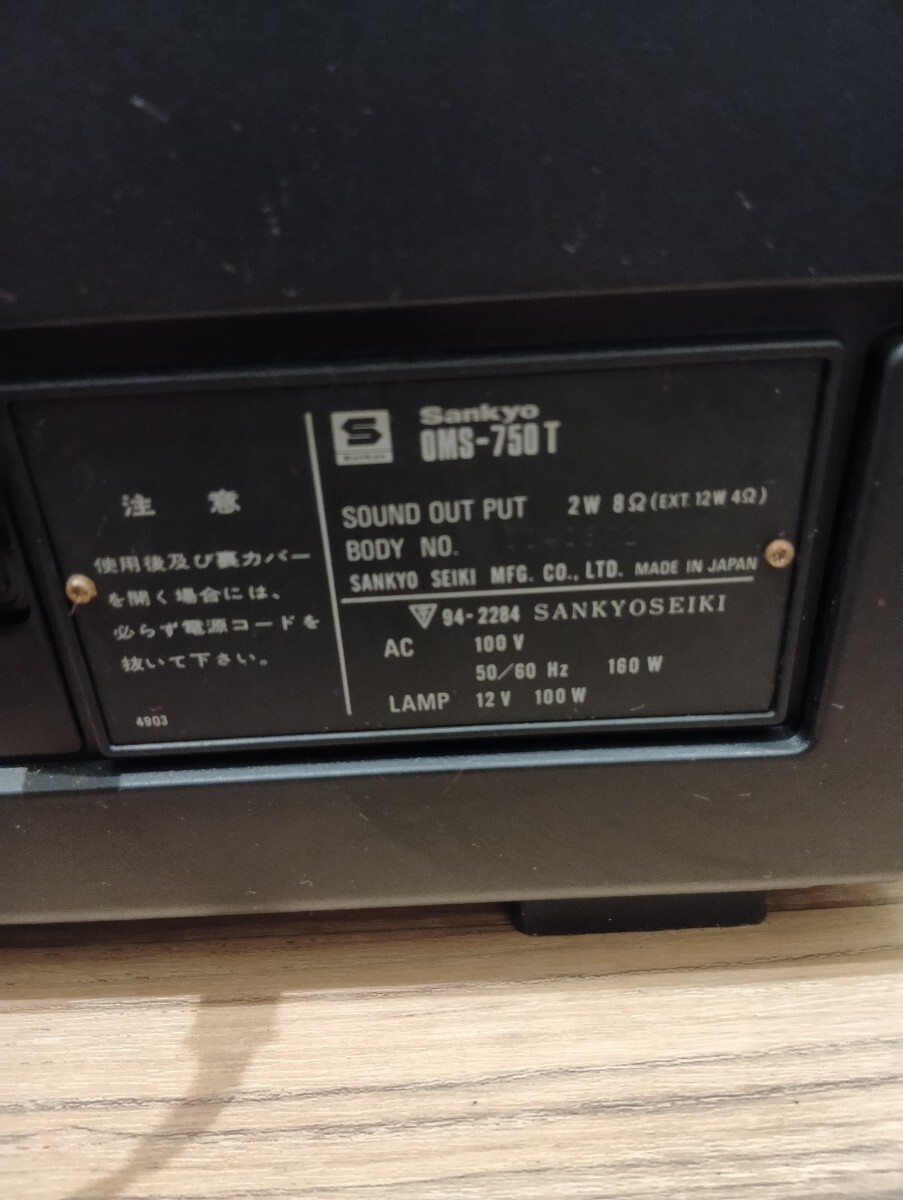 注 意
使用後及び裏カバー
を開く場合には、
必らず電源コードを
抜いて下さい。
4903
S
Sankyo
OMS-750T
SOUND OUT PUT 2W 8Ω (EXT. 12W 4Ω)
BODY NO.
SANKYO SEIKI MFG. CO., LTD. MADE IN JAPAN
94-2284 SANKYOSEIKI
AC 100 V
50/60 Hz 160 W
LAMP 12 V 100 W